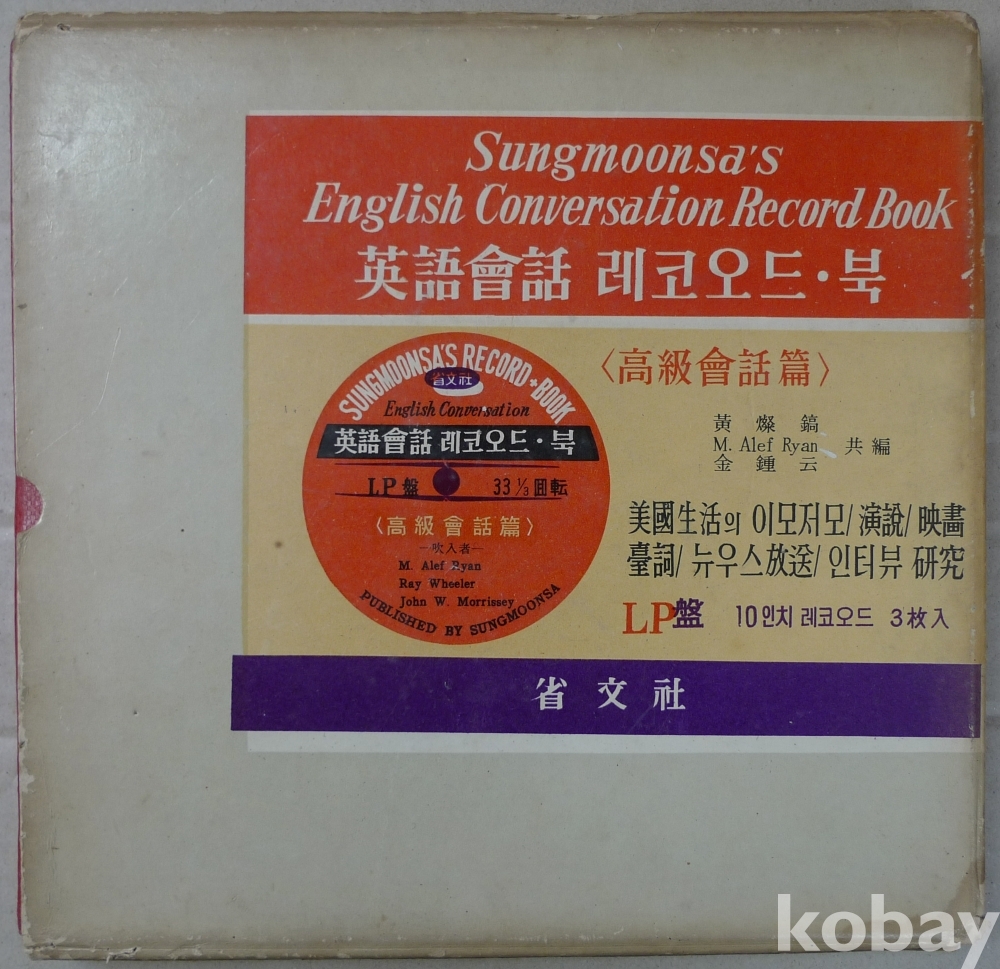 Sungmoonsa's
English Conversation Record Book
英語會話 레코오드·북
SUNGMOONSA'S RECORD·BOOK
省文社
English Conversation
英語會話 레코오드·북
LP盤 33 1/3 回転
〈高級會話篇〉
—吹入者—
M. Alef Ryan
Ray Wheeler
John W. Morrissey
PUBLISHED BY SUNGMOONSA
〈高級會話篇〉
黃燦鎬
M. Alef Ryan 共編
金鍾云
美國生活의 이모저모/演說/映畵
臺詞/뉴우스放送/인터뷰 硏究
LP盤 10인치 레코오드 3枚入
省文社
kobay